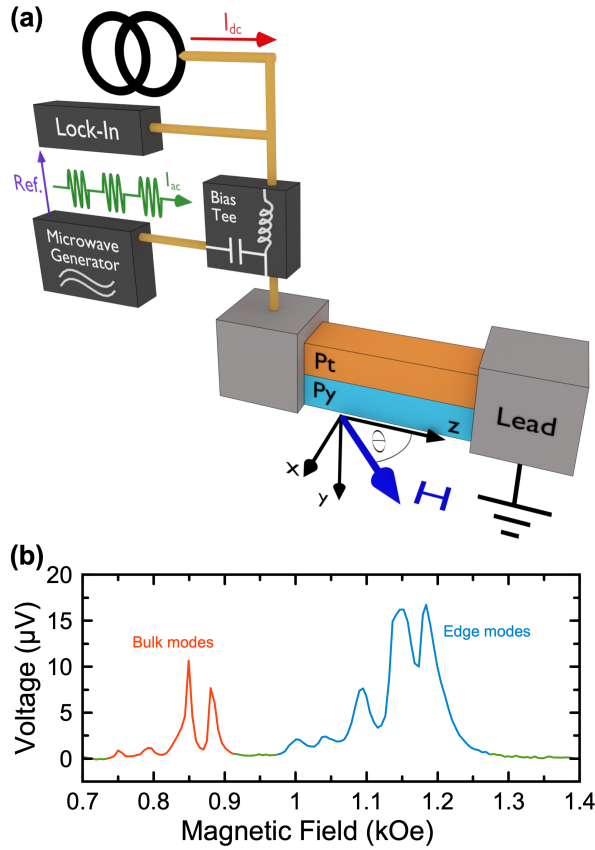 (a)
I_dc
Lock-In
Ref.
I_ac
Bias
Tee
Microwave
Generator
Pt
Py
Lead
z
θ
x
y
H
(b)
20
15
10
5
0
Voltage (µV)
Bulk modes
Edge modes
0.7 0.8 0.9 1 1.1 1.2 1.3 1.4
Magnetic Field (kOe)